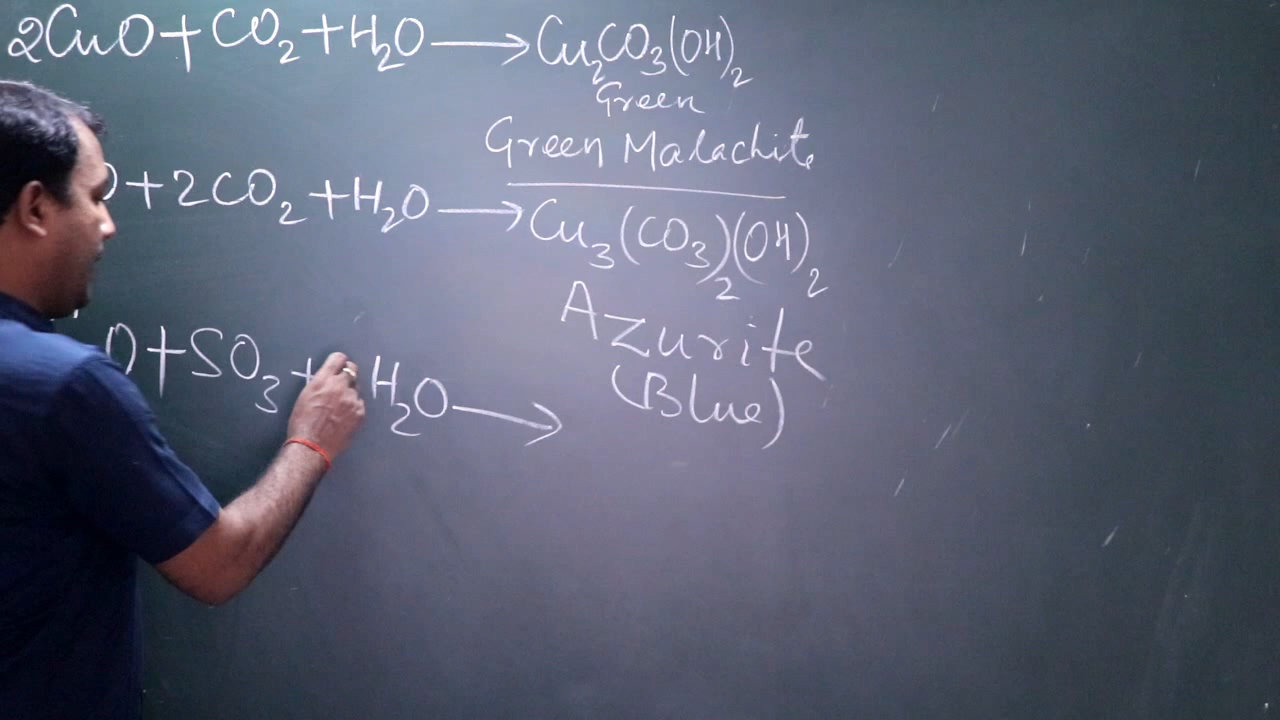 2CuO+CO₂+H₂O→Cu₂CO₃(OH)₂
Green
Green Malachite
O+2CO₂+H₂O→Cu₃(CO₃)₂(OH)₂
Azurite
(Blue)
O+SO₃+H₂O→